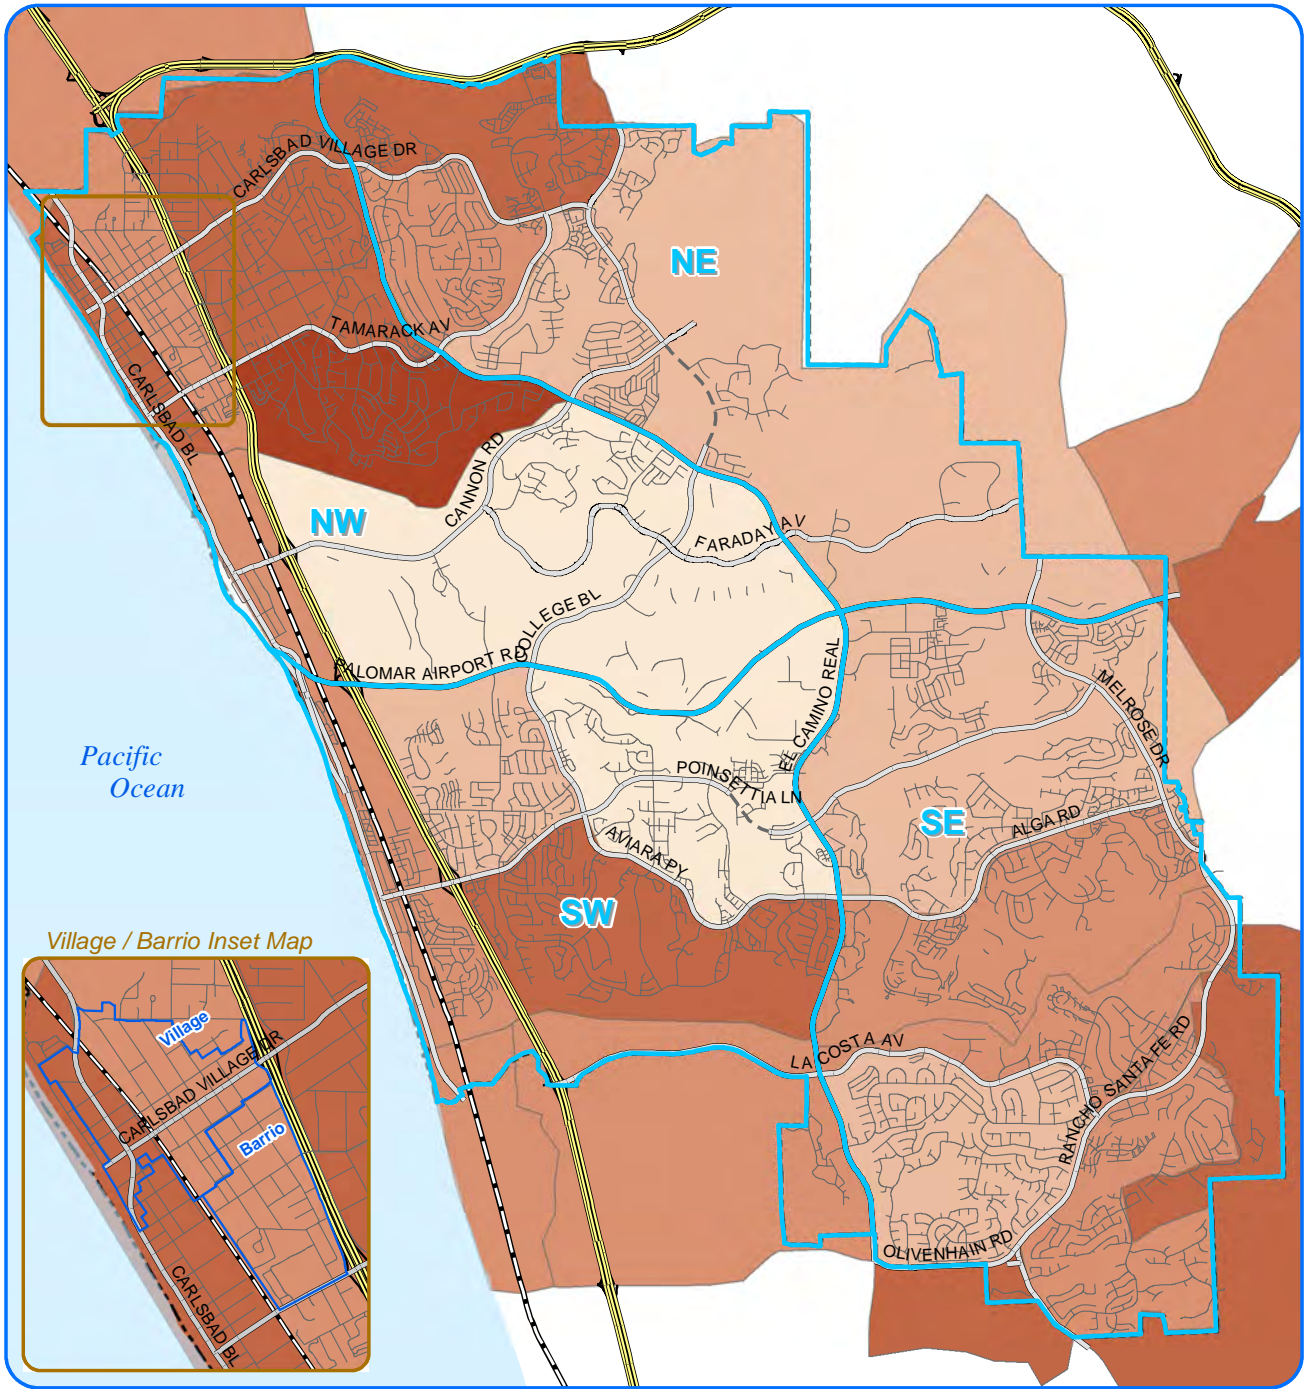 CARLSBAD VILLAGE DR
NE
TAMARACK AV
CARLSBAD BL
CANNON RD
NW
FARADAY AV
COLLEGE BL
PALOMAR AIRPORT RD
EL CAMINO REAL
MELROSE DR
Pacific
Ocean
POINSETTIA LN
SE
ALGA RD
AVIARA PY
SW
Village / Barrio Inset Map
LA COSTA AV
RANCHO SANTA FE RD
OLIVENHAIN RD
Village
CARLSBAD VILLAGE DR
Barrio
CARLSBAD BL